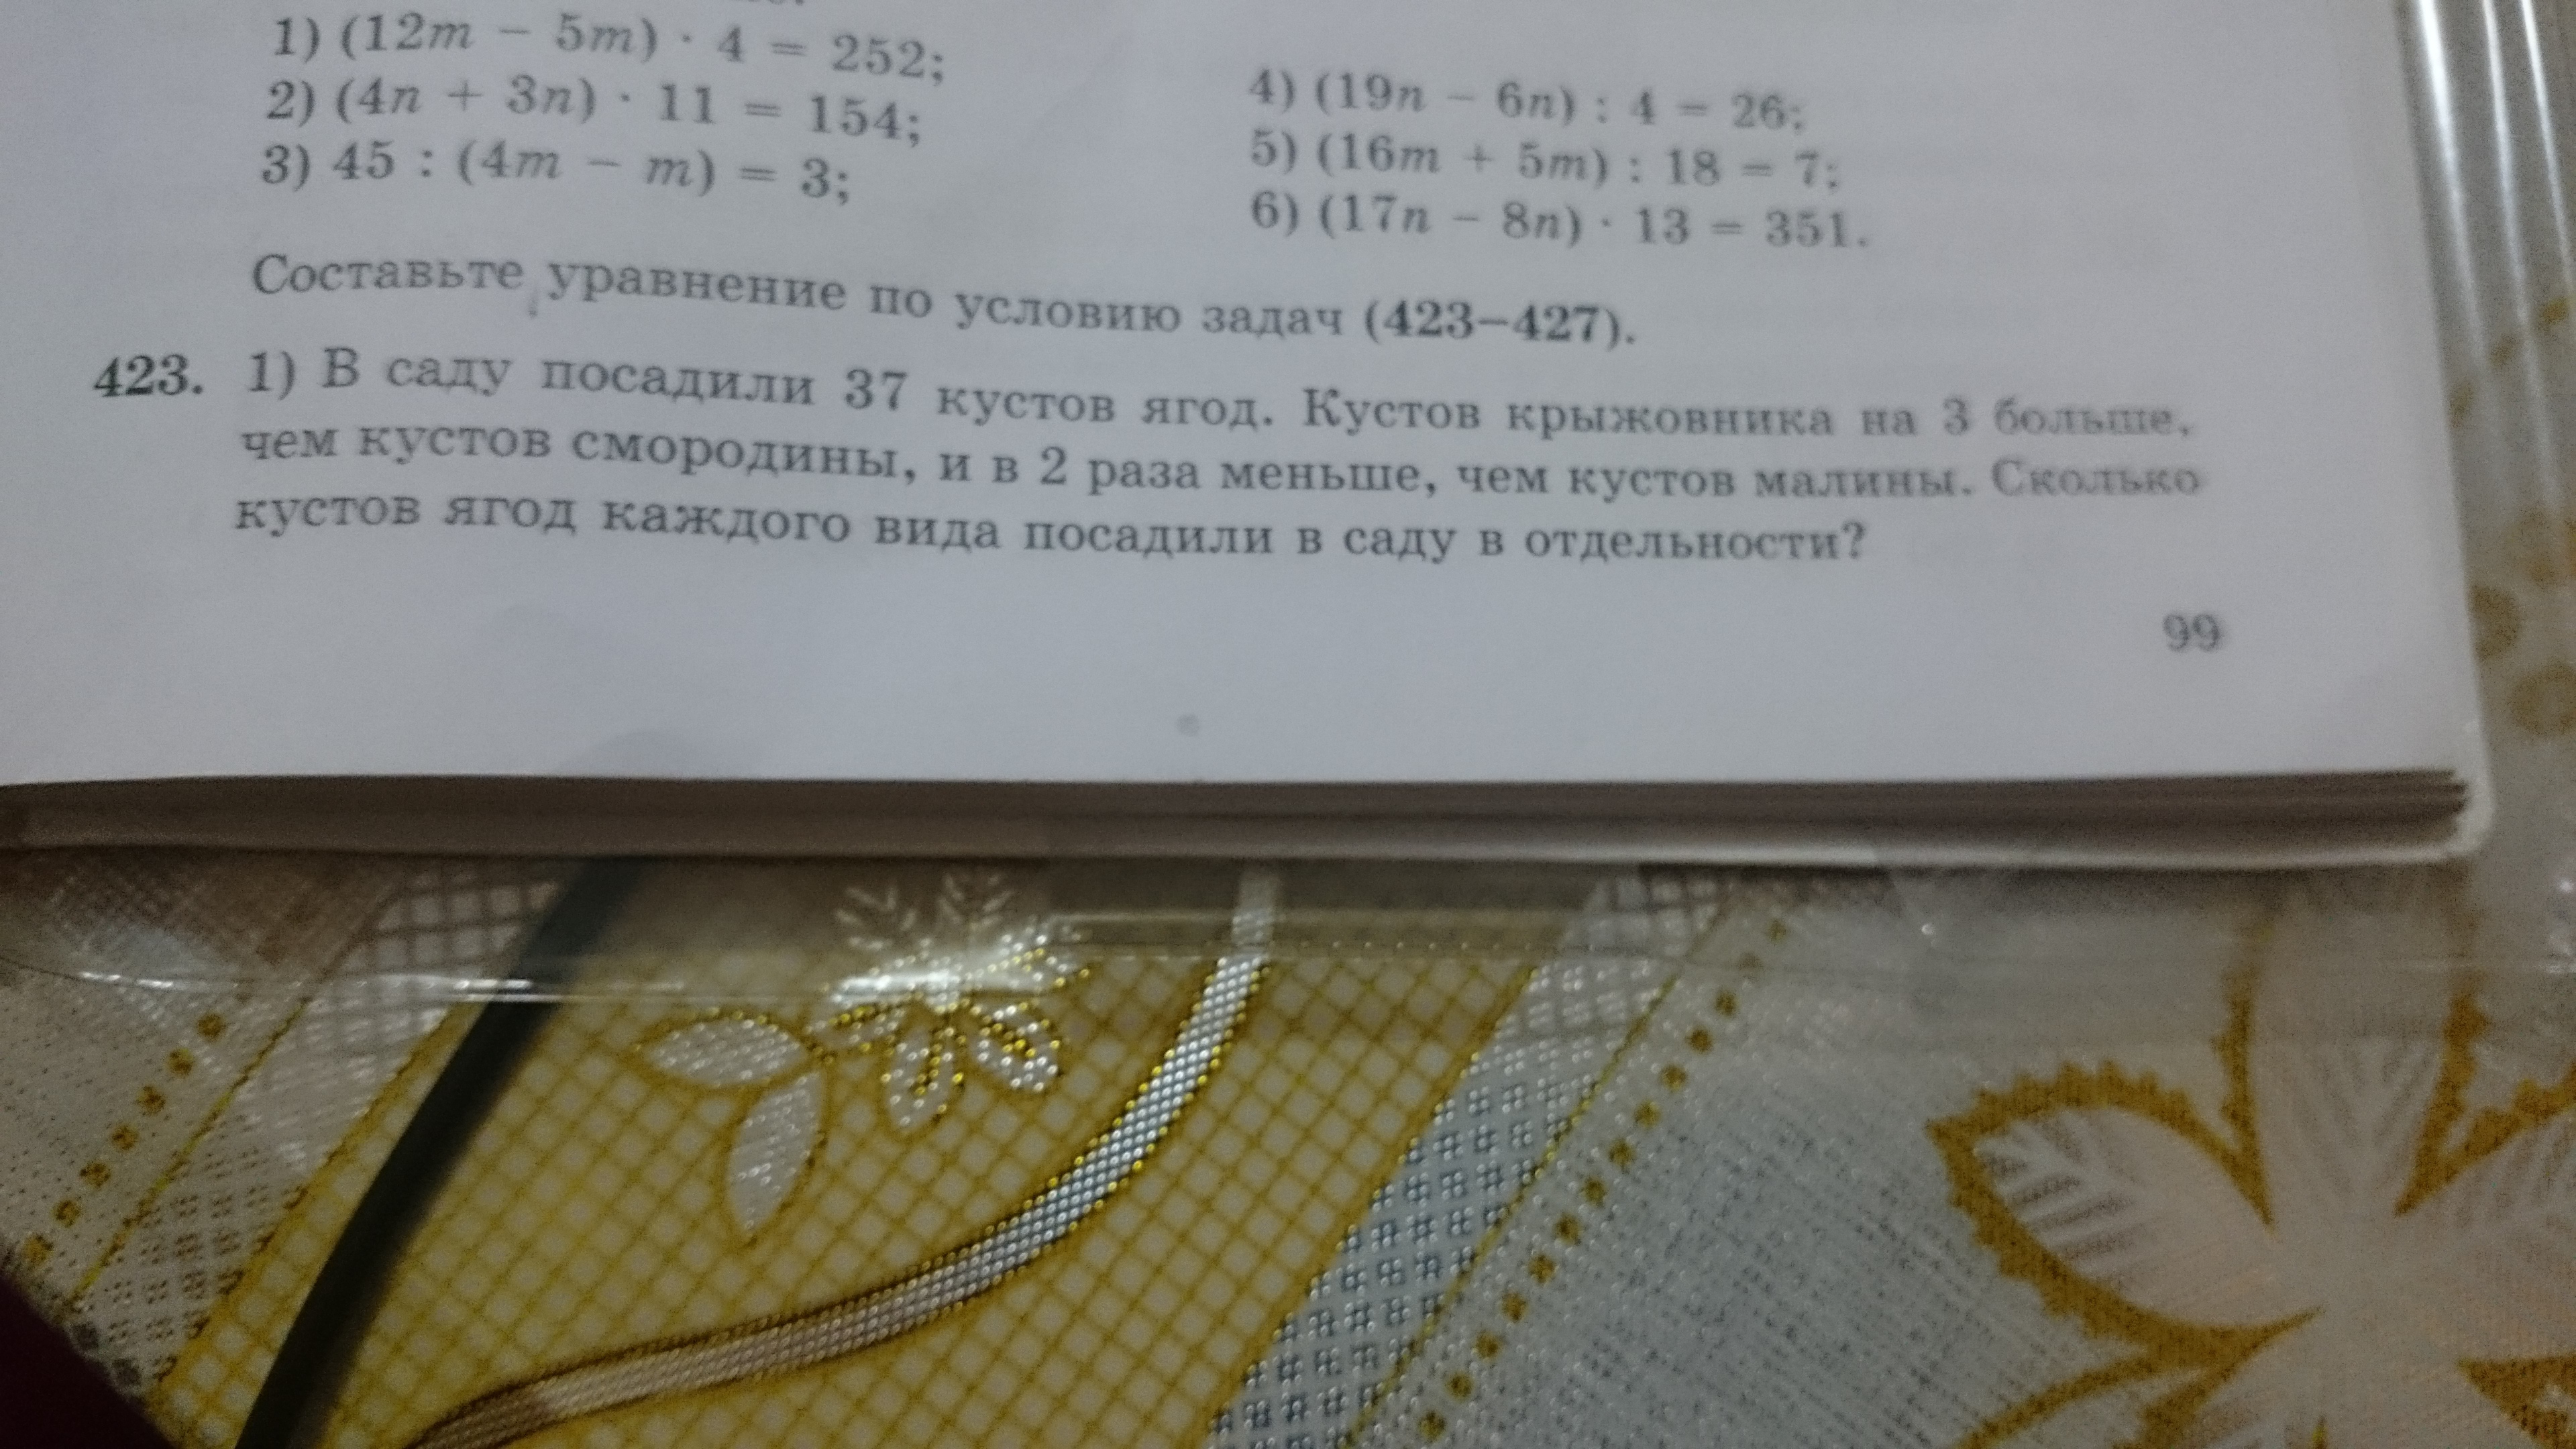 1) (12m − 5m) · 4 = 252;
2) (4n + 3n) · 11 = 154;
3) 45 : (4m − m) = 3;
4) (19n − 6n) : 4 = 26;
5) (16m + 5m) : 18 = 7;
6) (17n − 8n) · 13 = 351.
Составьте уравнение по условию задач (423−427).
423. 1) В саду посадили 37 кустов ягод. Кустов крыжовника на 3 больше,
чем кустов смородины, и в 2 раза меньше, чем кустов малины. Сколько
кустов ягод каждого вида посадили в саду в отдельности?
99